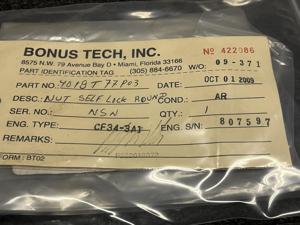 BONUS TECH, INC. № 422086
8575 N.W. 79 Avenue Bay D • Miami, Florida 33166
PART IDENTIFICATION TAG (305) 884-6670 W/O: 09-371
PART NO. 4018T77P03 DATE: OCT 01 2009
DESC: NUT SELF LOCK ROUND COND: AR
SER. NO.: NSN QTY: 1
ENG. TYPE: CF34-3A1 ENG. S/N: 807597
REMARKS:
FORM: BT02